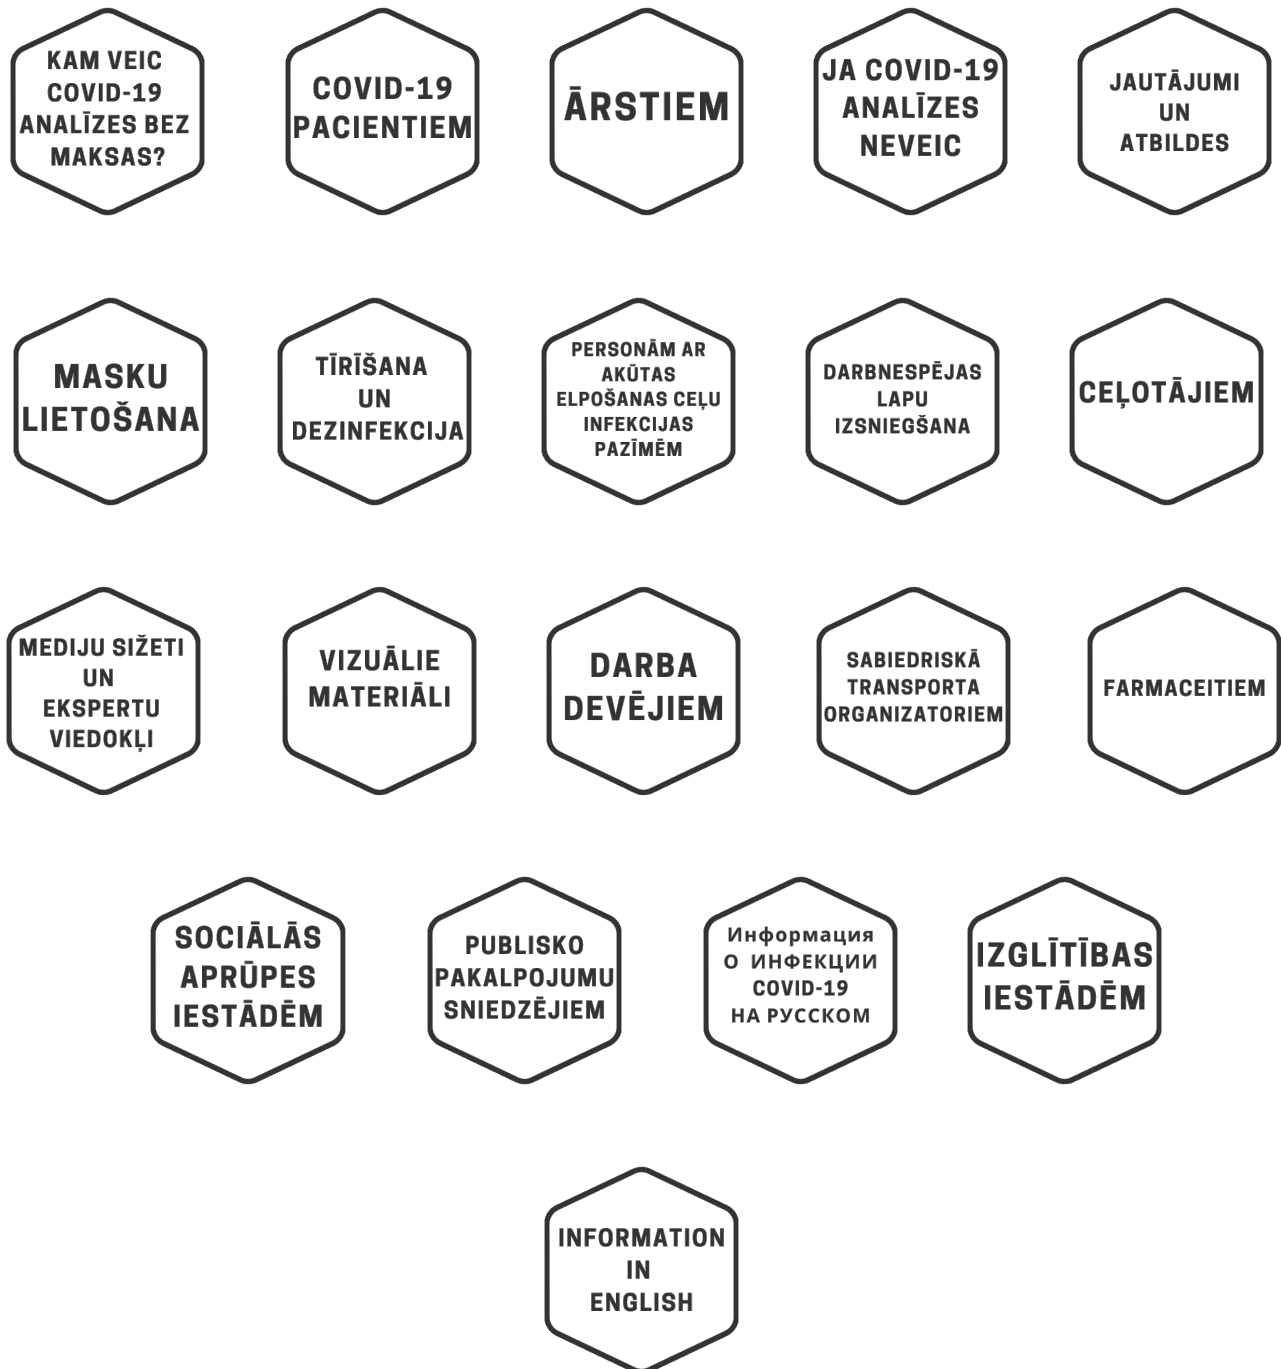 KAM VEIC
COVID-19
ANALĪZES BEZ
MAKSAS?
COVID-19
PACIENTIEM
ĀRSTIEM
JA COVID-19
ANALĪZES
NEVEIC
JAUTĀJUMI
UN
ATBILDES
MASKU
LIETOŠANA
TĪRĪŠANA
UN
DEZINFEKCIJA
PERSONĀM AR
AKŪTAS
ELPOŠANAS CEĻU
INFEKCIJAS
PAZĪMĒM
DARBNESPĒJAS
LAPU
IZSNIEGŠANA
CEĻOTĀJIEM
MEDIJU SIŽETI
UN
EKSPERTU
VIEDOKĻI
VIZUĀLIE
MATERIĀLI
DARBA
DEVĒJIEM
SABIEDRISKĀ
TRANSPORTA
ORGANIZATORIEM
FARMACEITIEM
SOCIĀLĀS
APRŪPES
IESTĀDĒM
PUBLISKO
PAKALPOJUMU
SNIEDZĒJIEM
Информация
О ИНФЕКЦИИ
COVID-19
НА РУССКОМ
IZGLĪTĪBAS
IESTĀDĒM
INFORMATION
IN
ENGLISH